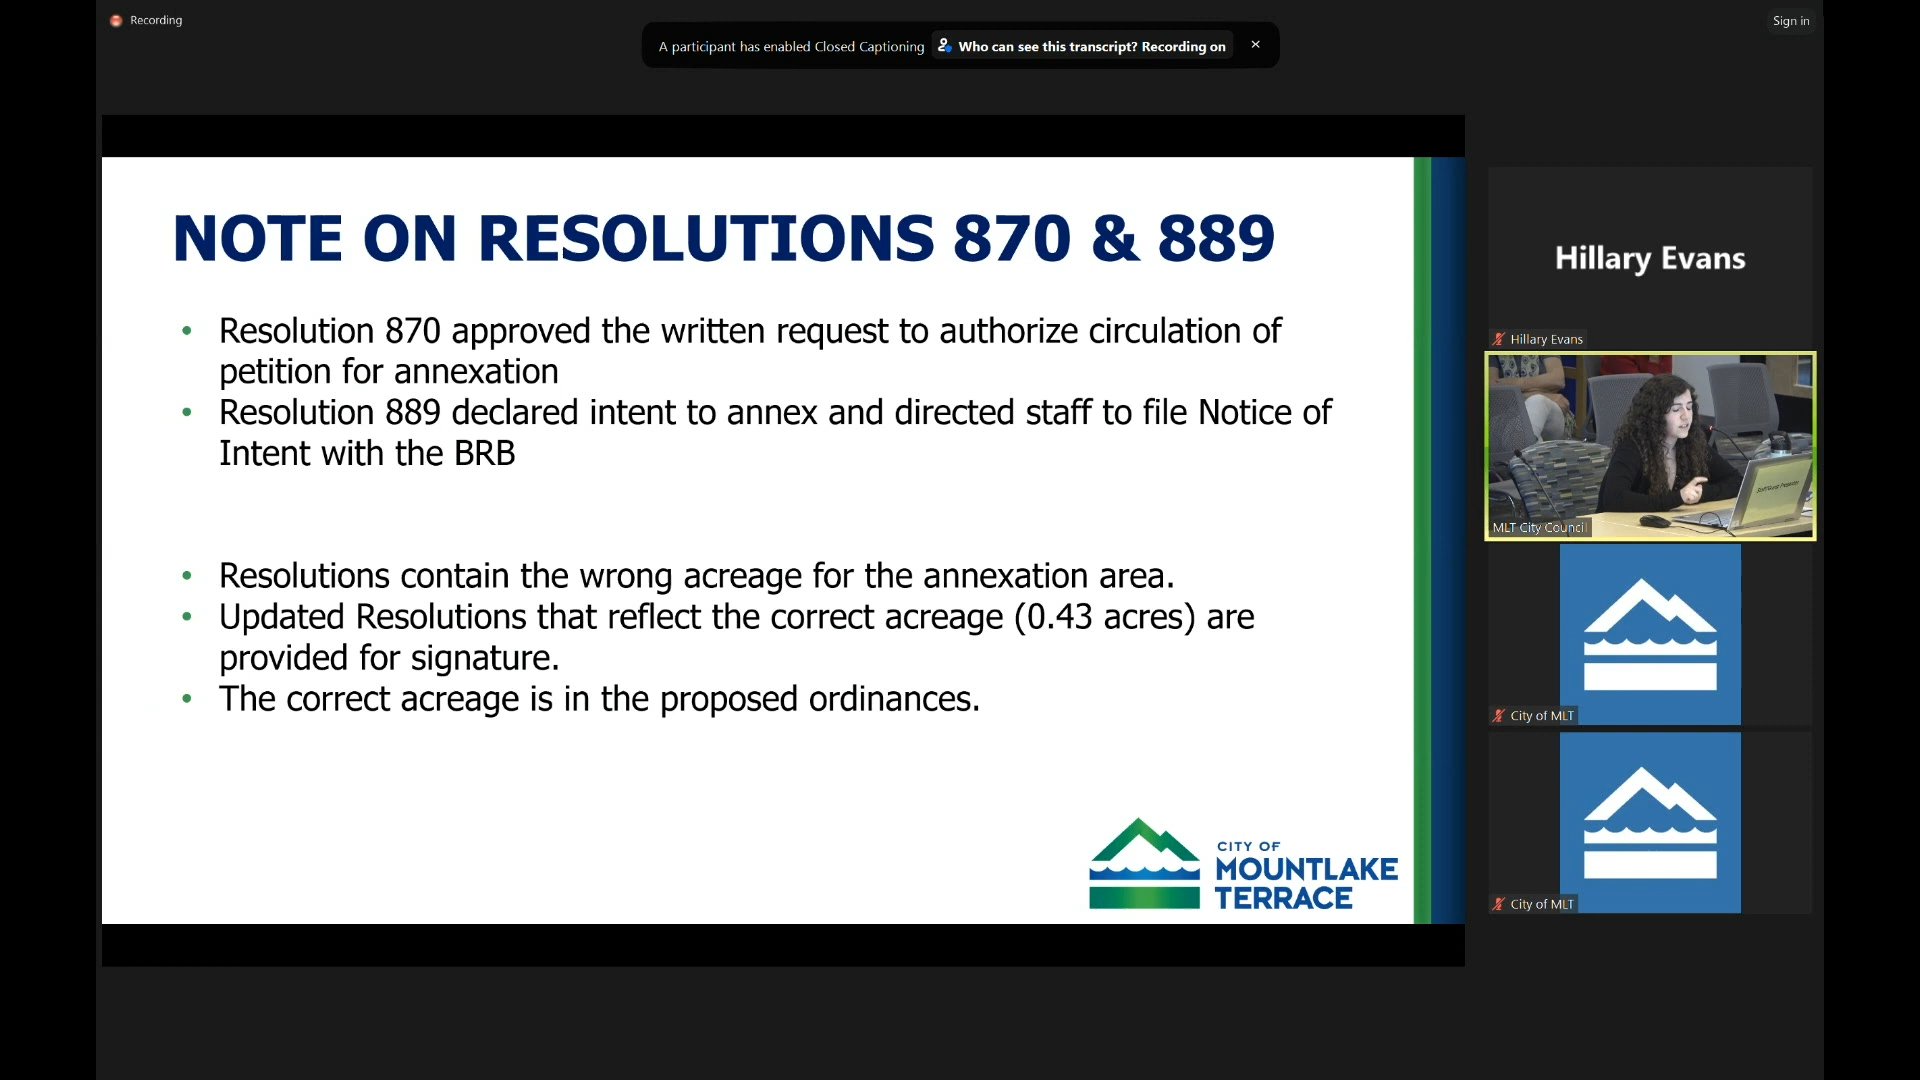 Recording
Sign in
A participant has enabled Closed Captioning Who can see this transcript? Recording on
NOTE ON RESOLUTIONS 870 & 889
• Resolution 870 approved the written request to authorize circulation of
petition for annexation
• Resolution 889 declared intent to annex and directed staff to file Notice of
Intent with the BRB
• Resolutions contain the wrong acreage for the annexation area.
• Updated Resolutions that reflect the correct acreage (0.43 acres) are
provided for signature.
• The correct acreage is in the proposed ordinances.
CITY OF
MOUNTLAKE
TERRACE
Hillary Evans
Hillary Evans
MLT City Council
City of MLT
City of MLT